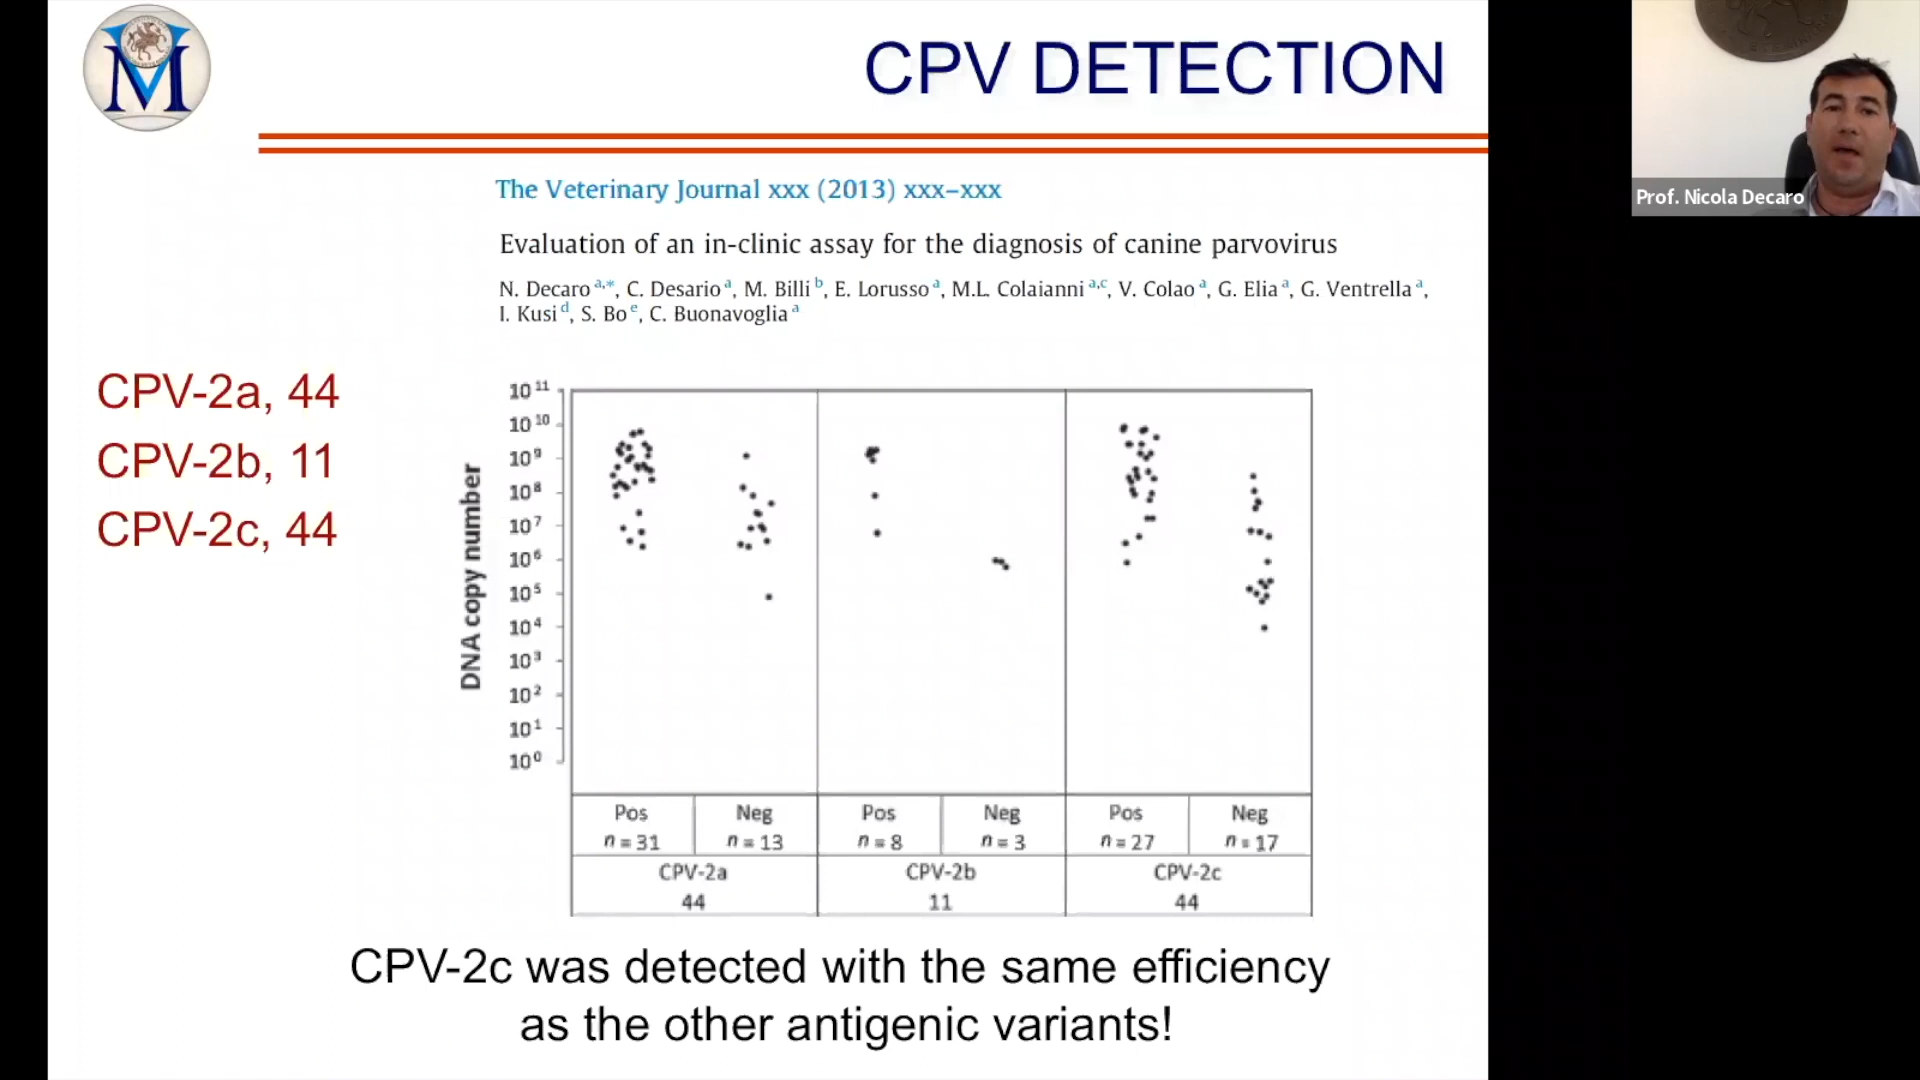 CPV DETECTION
Prof. Nicola Decaro
The Veterinary Journal xxx (2013) xxx–xxx
Evaluation of an in-clinic assay for the diagnosis of canine parvovirus
N. Decaro a,*, C. Desario a, M. Billi b, E. Lorusso a, M.L. Colaianni a,c, V. Colao a, G. Elia a, G. Ventrella a,
I. Kusi d, S. Bo e, C. Buonavoglia a
CPV-2a, 44
CPV-2b, 11
CPV-2c, 44
DNA copy number
10¹¹
10¹⁰
10⁹
10⁸
10⁷
10⁶
10⁵
10⁴
10³
10²
10¹
10⁰
Pos Neg Pos Neg Pos Neg
n = 31 n = 13 n = 8 n = 3 n = 27 n = 17
CPV-2a CPV-2b CPV-2c
44 11 44
CPV-2c was detected with the same efficiency
as the other antigenic variants!